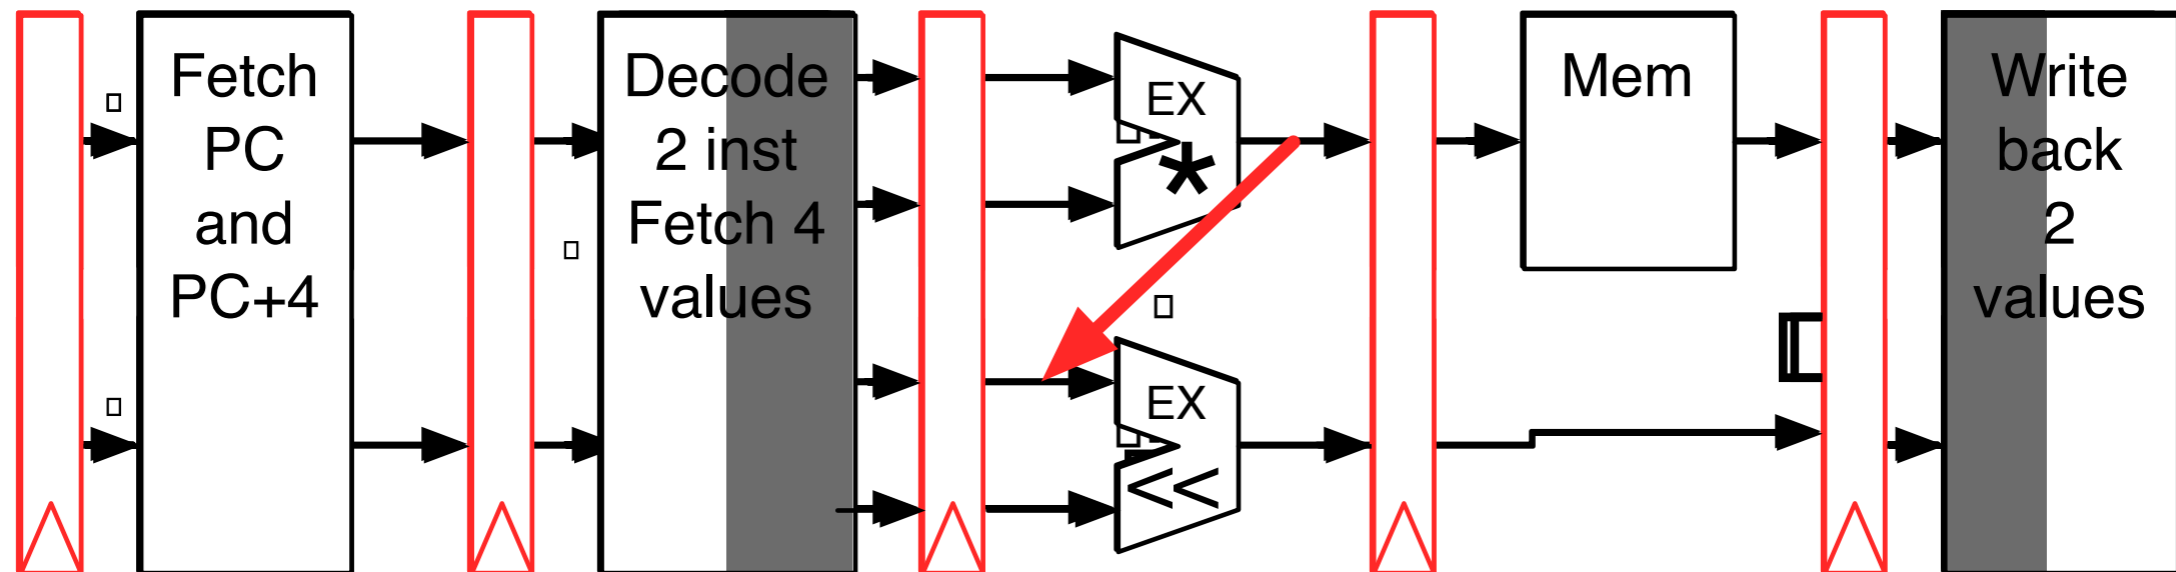 Fetch
PC
and
PC+4
Decode
2 inst
Fetch 4
values
EX
*
EX
<<
Mem
Write
back
2
values